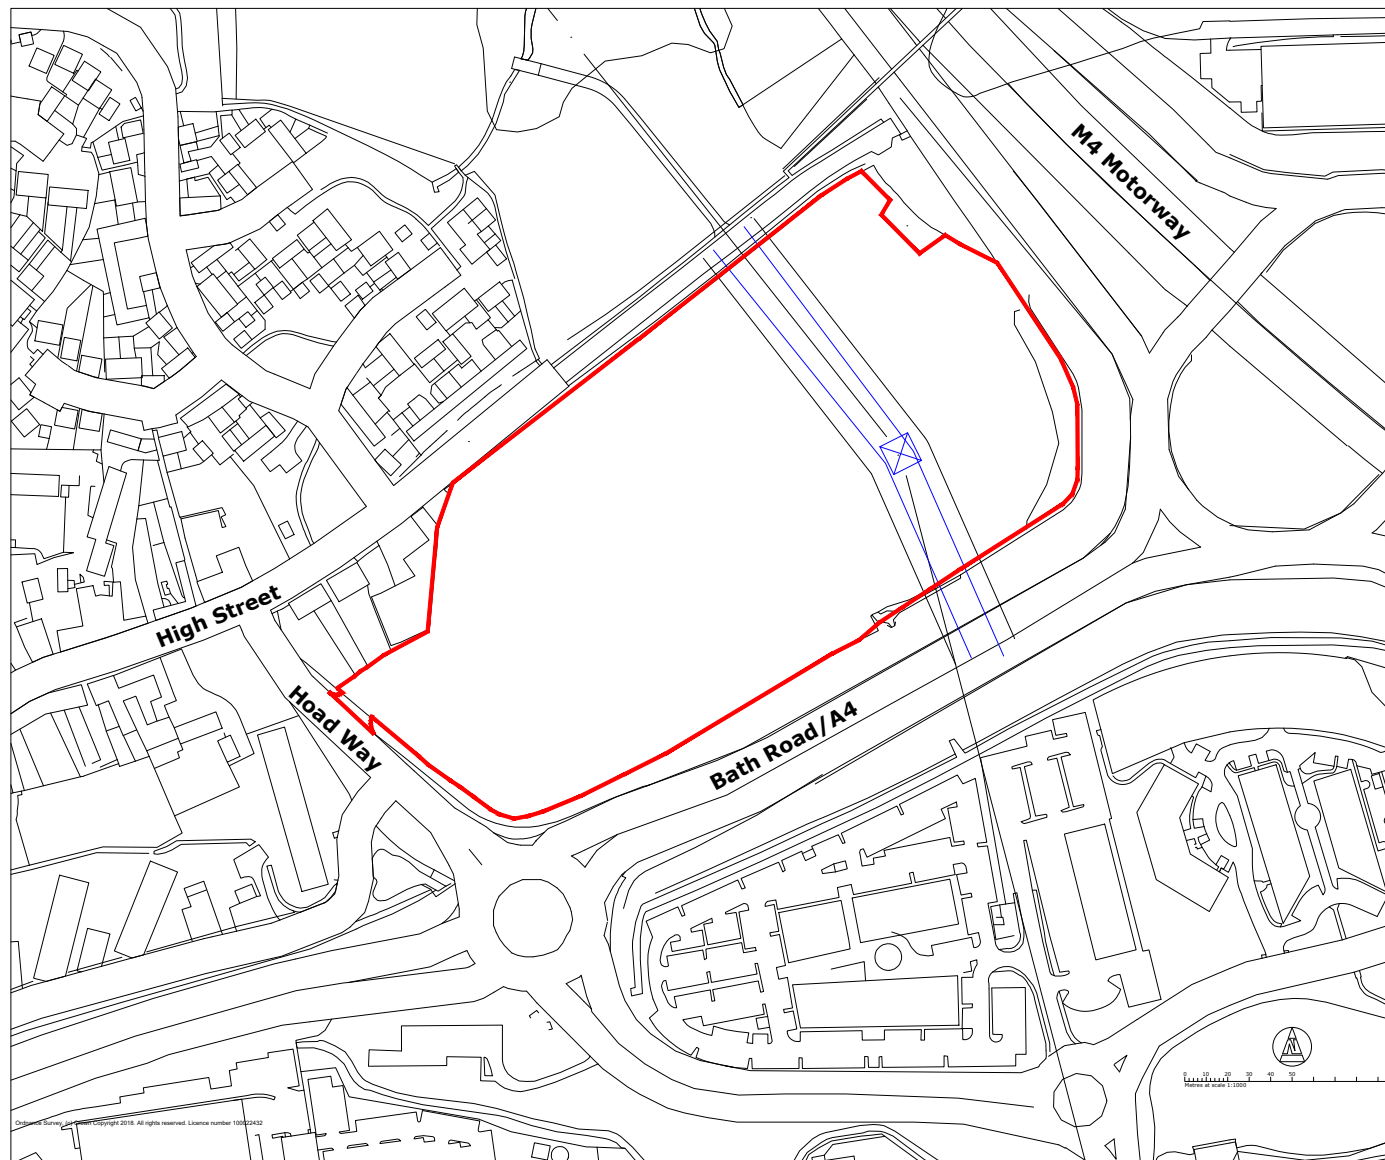 M4 Motorway
High Street
Hoad Way
Bath Road/A4
N
0 10 20 30 40 50
Metres at scale 1:1000
Ordnance Survey, (c) Crown Copyright 2018. All rights reserved. Licence number 100022432